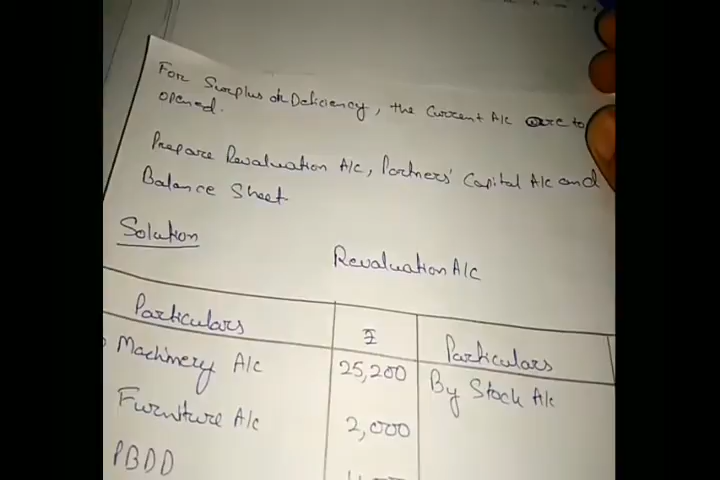 For Surplus or Deficiency, the Current A/c were to
opened.
Prepare Revaluation A/c, Partners' Capital A/c and
Balance Sheet
Solution
Revaluation A/c
Particulars ₹ Particulars
Machinery A/c 25,200 By Stock A/c
Furniture A/c 2,000
PBDD